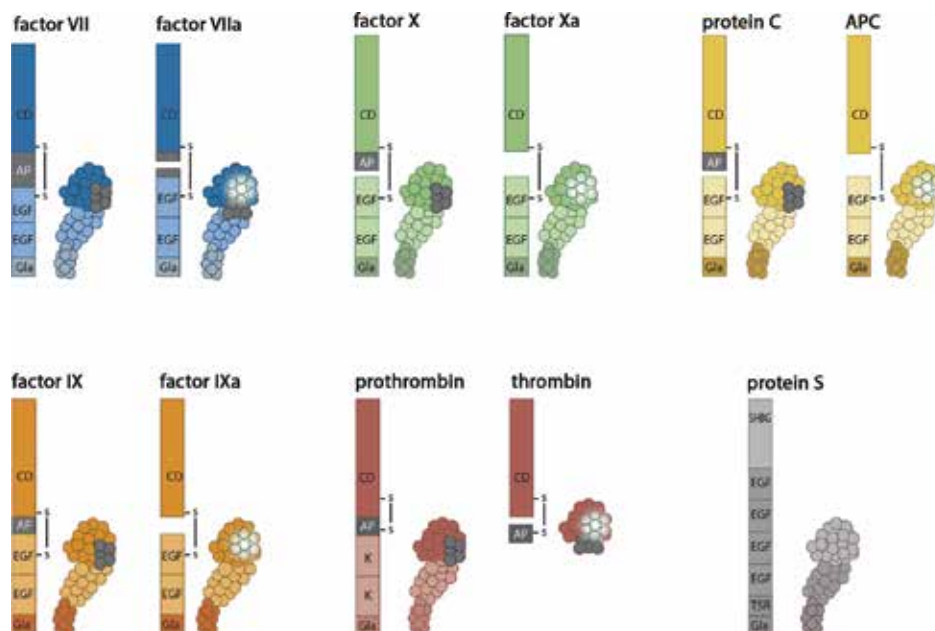 factor VII factor VIIa factor X factor Xa protein C APC
CD CD CD CD CD CD
S S S S
AP AP AP
S S S S
EGF EGF EGF EGF EGF EGF
EGF EGF EGF EGF EGF EGF
Gla Gla Gla Gla Gla Gla
factor IX factor IXa prothrombin thrombin protein S
SHBG
CD CD CD CD EGF
S S S
AP AP AP EGF
S S S
EGF EGF K EGF
EGF EGF K EGF
TSR
Gla Gla Gla Gla